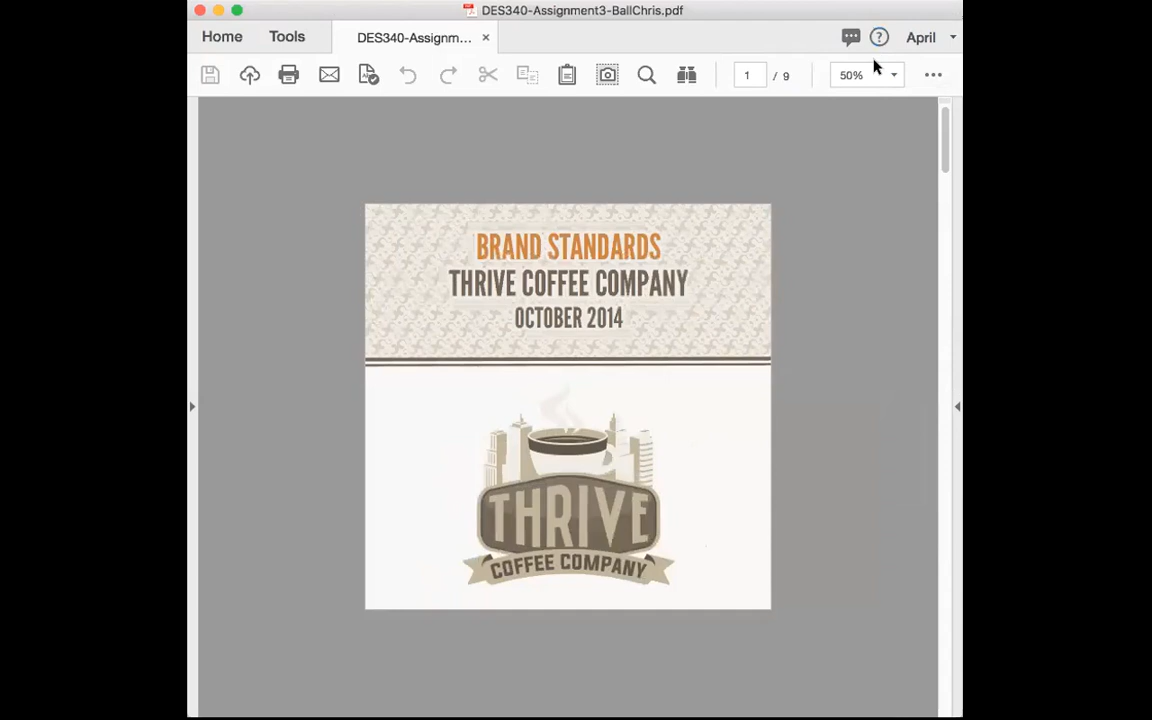 DES340-Assignment3-BallChris.pdf
Home Tools DES340-Assignm... × ? April
1 / 9 50%
BRAND STANDARDS
THRIVE COFFEE COMPANY
OCTOBER 2014
THRIVE
COFFEE COMPANY